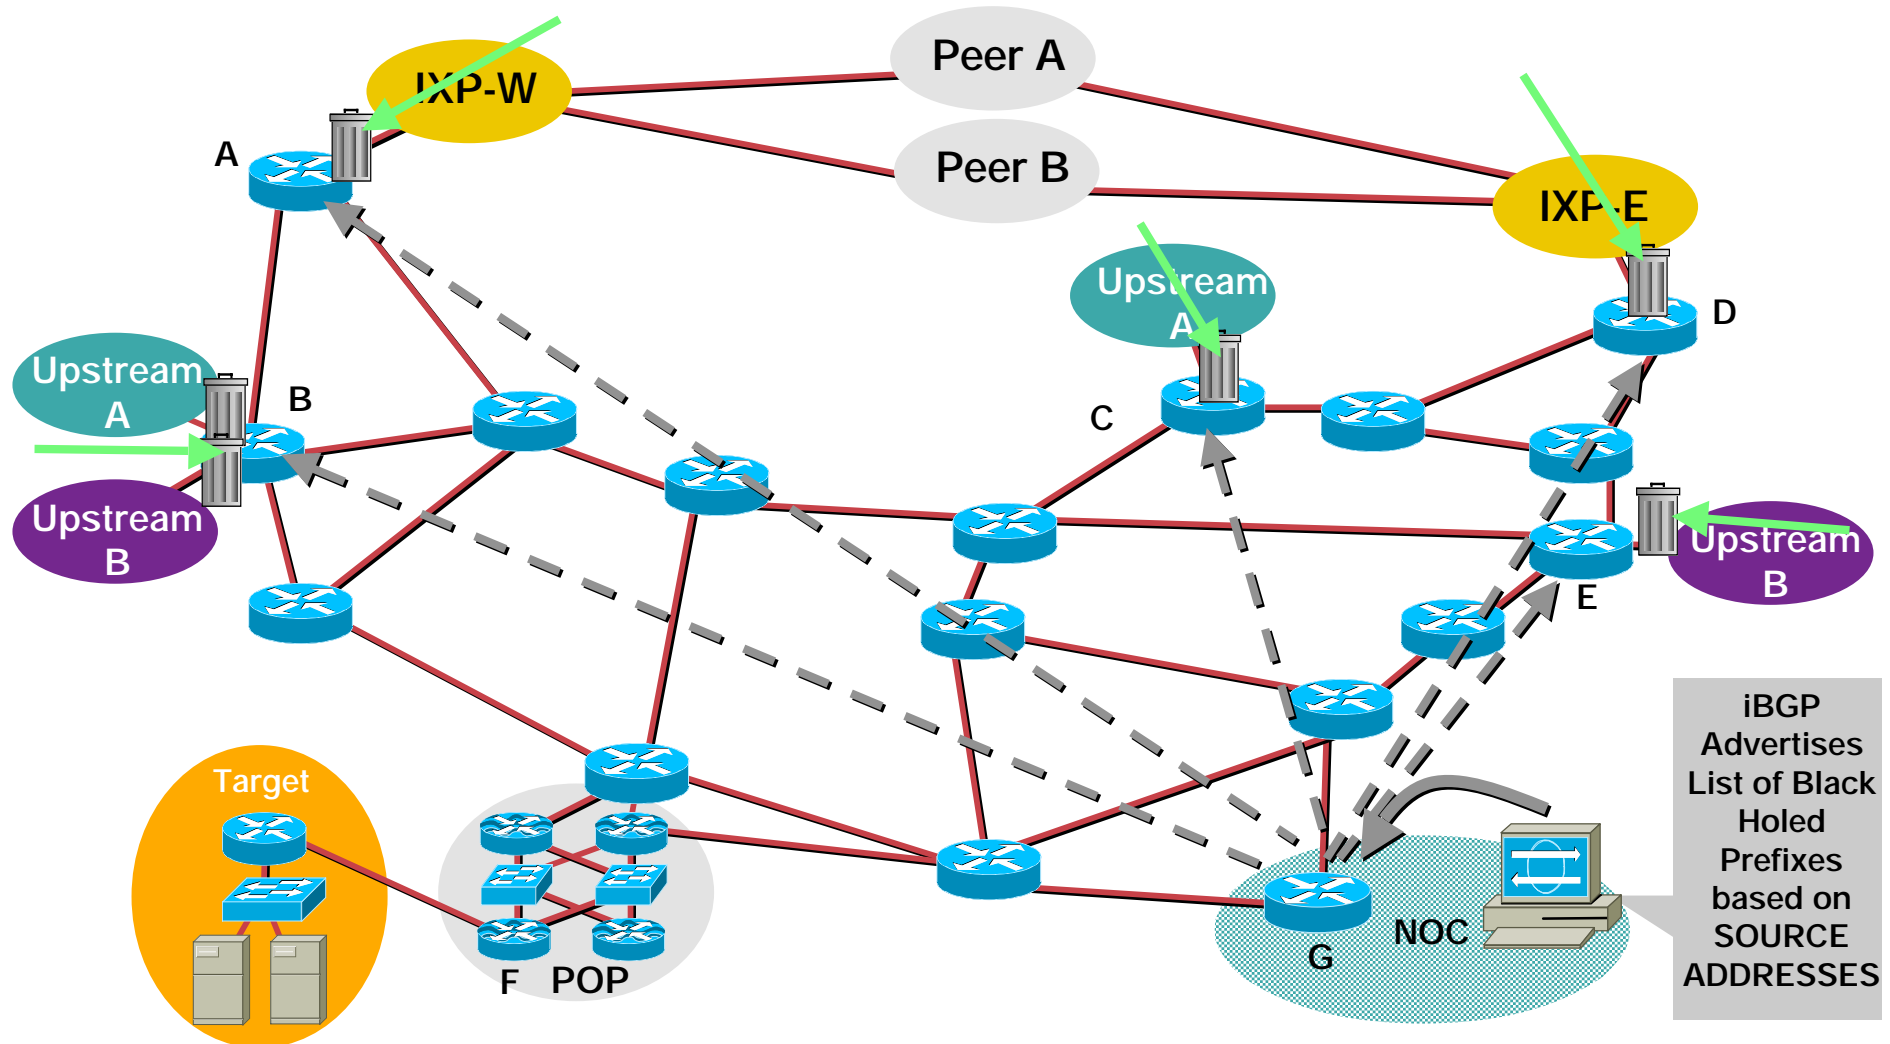 IXP-W
Peer A
Peer B
A
IXP-E
Upstream
A
D
Upstream
A
B
C
Upstream
B
Upstream
B
E
iBGP
Advertises
List of Black
Holed
Prefixes
based on
SOURCE
ADDRESSES
Target
NOC
G
F
POP